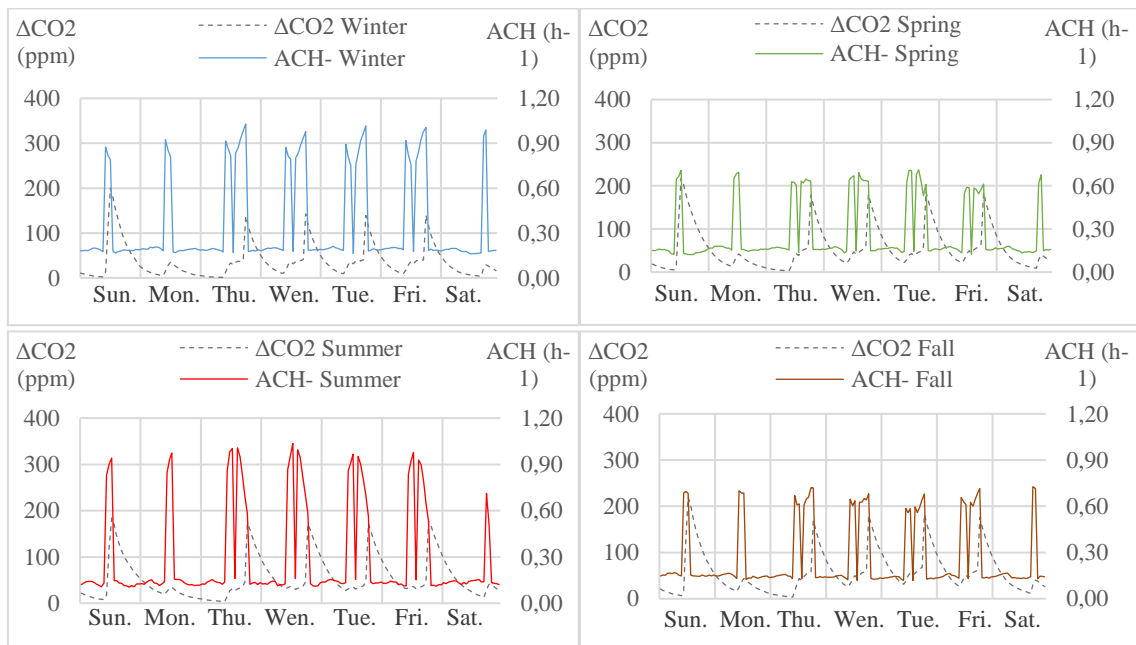 ΔCO2 (ppm)
ΔCO2 Winter
ACH- Winter
ACH (h-1)
400
300
200
100
0
1,20
0,90
0,60
0,30
0,00
Sun. Mon. Thu. Wen. Tue. Fri. Sat.
ΔCO2 (ppm)
ΔCO2 Spring
ACH- Spring
ACH (h-1)
400
300
200
100
0
1,20
0,90
0,60
0,30
0,00
Sun. Mon. Thu. Wen. Tue. Fri. Sat.
ΔCO2 (ppm)
ΔCO2 Summer
ACH- Summer
ACH (h-1)
400
300
200
100
0
1,20
0,90
0,60
0,30
0,00
Sun. Mon. Thu. Wen. Tue. Fri. Sat.
ΔCO2 (ppm)
ΔCO2 Fall
ACH- Fall
ACH (h-1)
400
300
200
100
0
1,20
0,90
0,60
0,30
0,00
Sun. Mon. Thu. Wen. Tue. Fri. Sat.